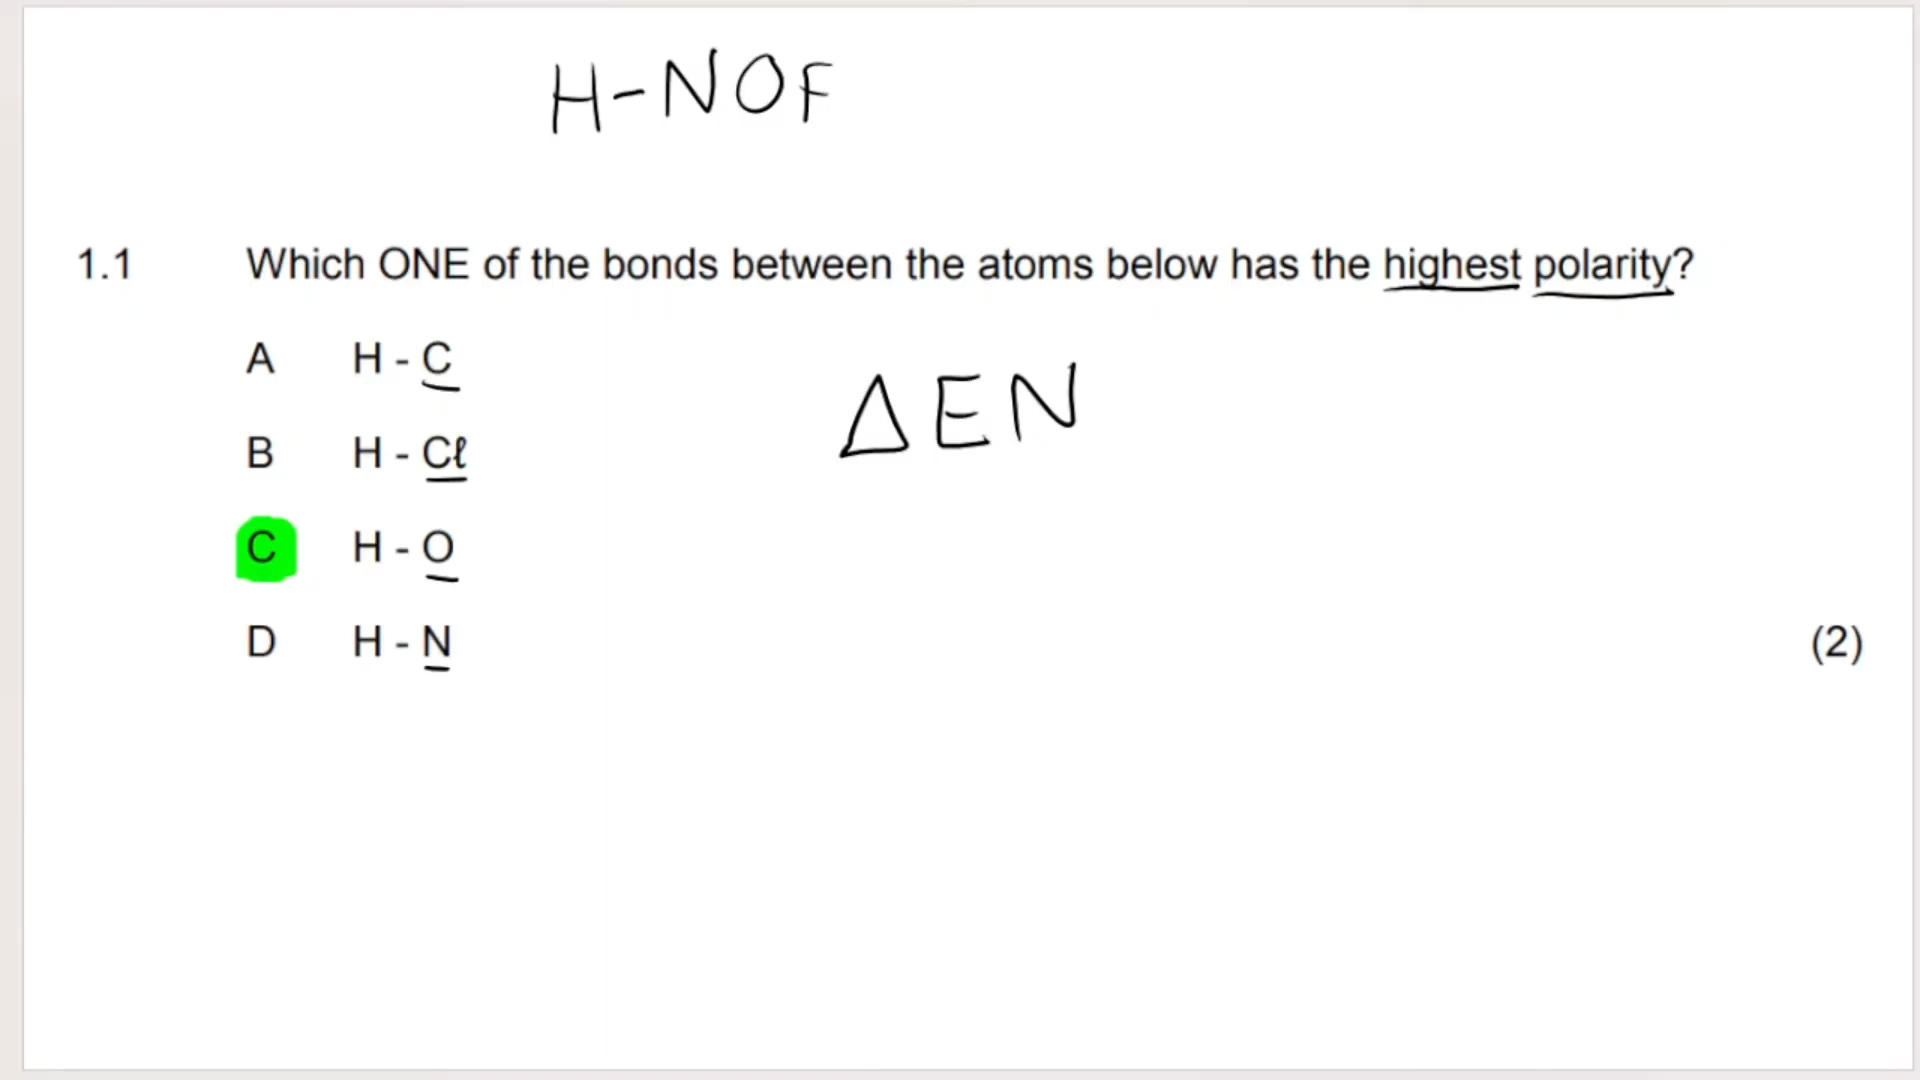 H-NOF
1.1 Which ONE of the bonds between the atoms below has the highest polarity?
A H - C
ΔEN
B H - Cℓ
C H - O
D H - N (2)